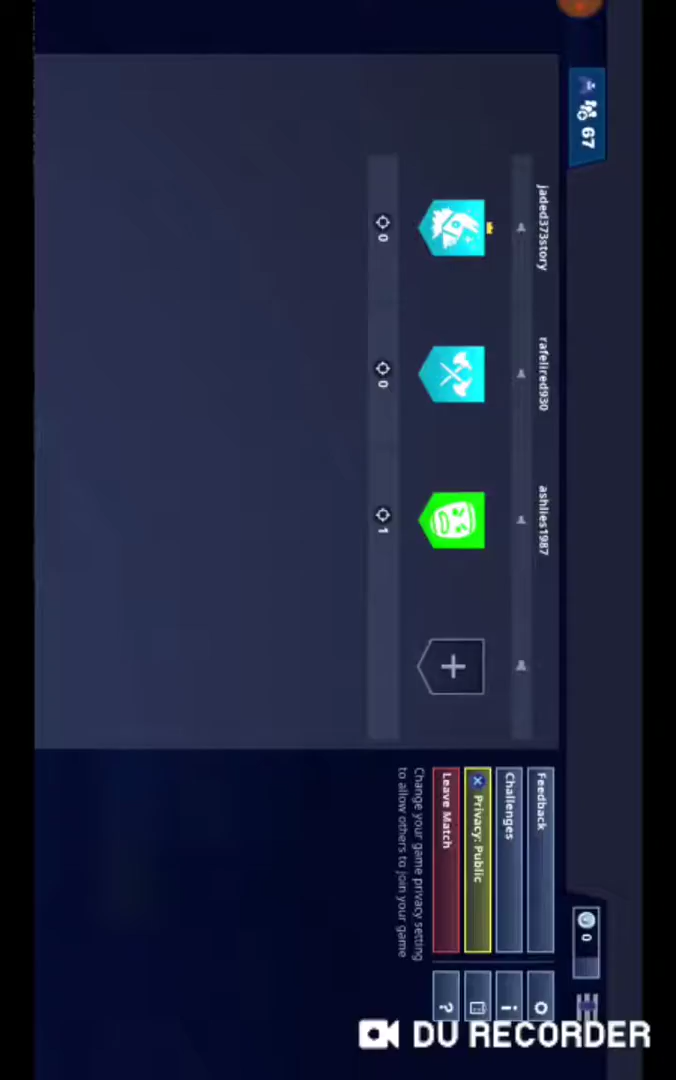 67
jaded373story
rafelired930
ashlies1987
0
0
1
0
Feedback
Challenges
Privacy: Public
Leave Match
Change your game privacy setting
to allow others to join your game
i
?
DU RECORDER